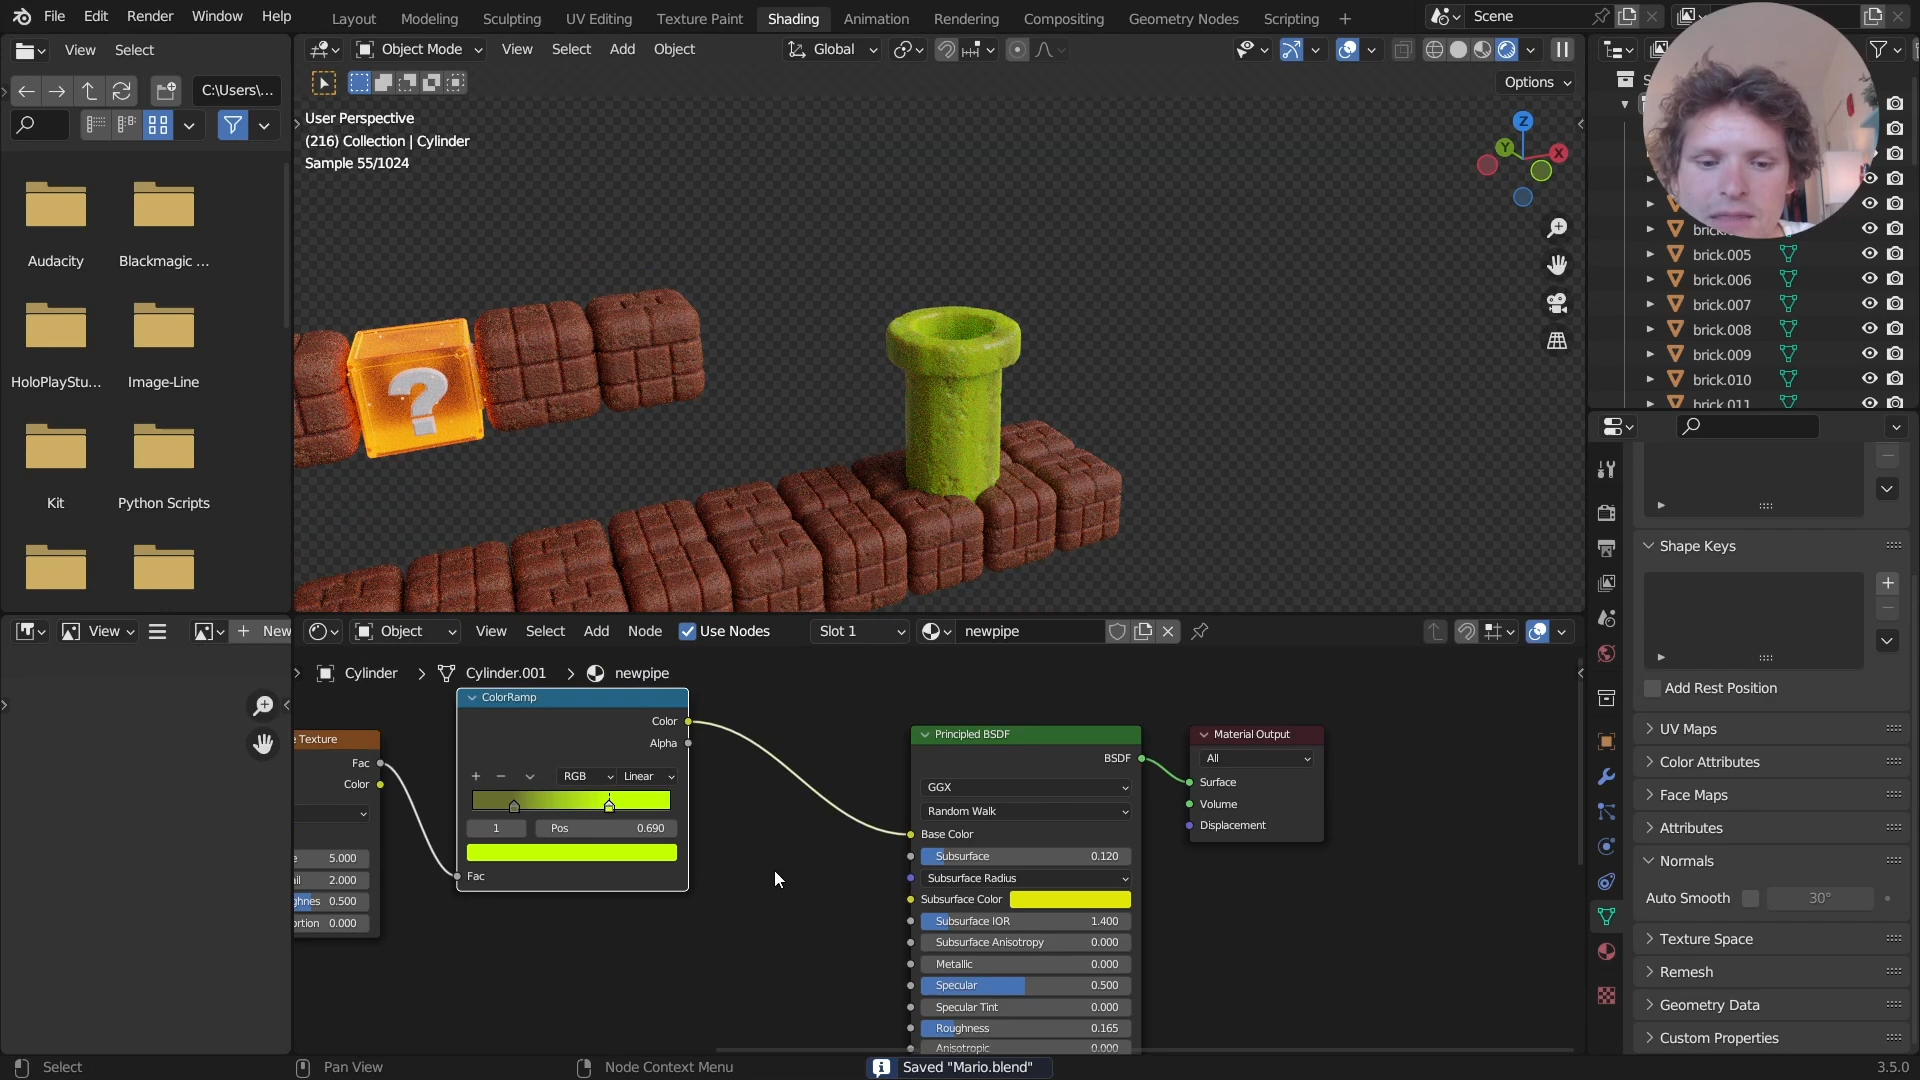 File Edit Render Window Help
Layout Modeling Sculpting UV Editing Texture Paint Shading Animation Rendering Compositing Geometry Nodes Scripting
Scene
View Select
Object Mode View Select Add Object
Global
C:\Users\...
Options
User Perspective
(216) Collection | Cylinder
Sample 55/1024
Z
Y
X
Audacity
Blackmagic ...
HoloPlayStu...
Image-Line
Kit
Python Scripts
?
brick.005
brick.006
brick.007
brick.008
brick.009
brick.010
brick.011
Shape Keys
Add Rest Position
UV Maps
Color Attributes
Face Maps
Attributes
Normals
Auto Smooth 30°
Texture Space
Remesh
Geometry Data
Custom Properties
View
New
Object View Select Add Node Use Nodes Slot 1 newpipe
Cylinder > Cylinder.001 > newpipe
e Texture
Fac
Color
5.000
2.000
0.500
0.000
ColorRamp
Color
Alpha
RGB Linear
1 Pos 0.690
Fac
Principled BSDF
BSDF
GGX
Random Walk
Base Color
Subsurface 0.120
Subsurface Radius
Subsurface Color
Subsurface IOR 1.400
Subsurface Anisotropy 0.000
Metallic 0.000
Specular 0.500
Specular Tint 0.000
Roughness 0.165
Anisotropic 0.000
Material Output
All
Surface
Volume
Displacement
Select
Pan View
Node Context Menu
Saved "Mario.blend"
3.5.0